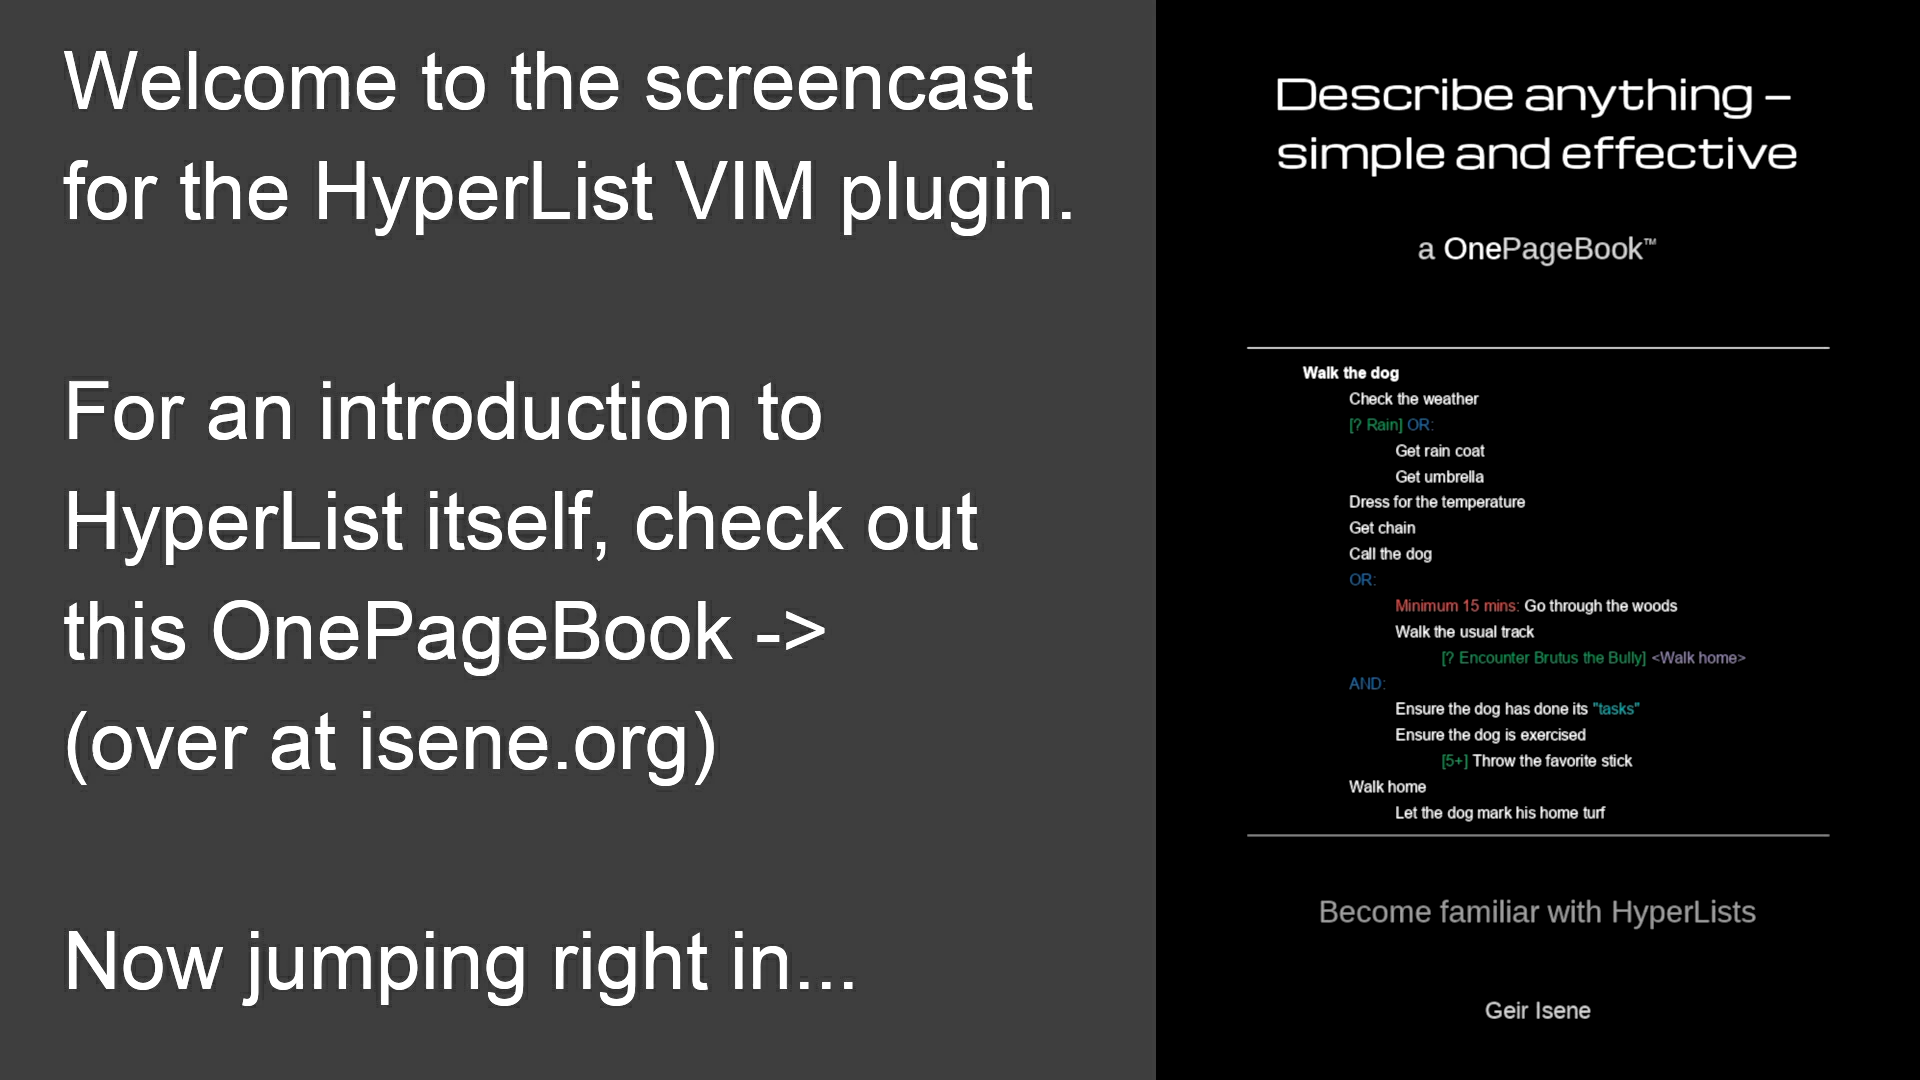 Welcome to the screencast
for the HyperList VIM plugin.
For an introduction to
HyperList itself, check out
this OnePageBook ->
(over at isene.org)
Now jumping right in...
Describe anything –
simple and effective
a OnePageBook™
Walk the dog
Check the weather
[? Rain] OR:
Get rain coat
Get umbrella
Dress for the temperature
Get chain
Call the dog
OR:
Minimum 15 mins: Go through the woods
Walk the usual track
[? Encounter Brutus the Bully] <Walk home>
AND:
Ensure the dog has done its "tasks"
Ensure the dog is exercised
[5+] Throw the favorite stick
Walk home
Let the dog mark his home turf
Become familiar with HyperLists
Geir Isene